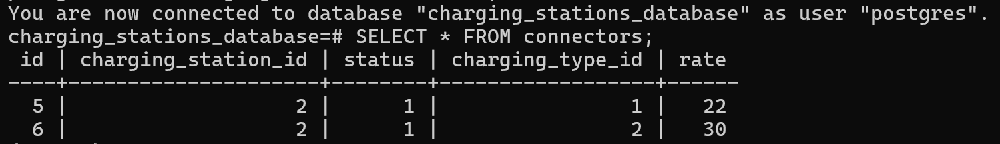 You are now connected to database "charging_stations_database" as user "postgres".
charging_stations_database=# SELECT * FROM connectors;
 id | charging_station_id | status | charging_type_id | rate
----+---------------------+--------+------------------+------
  5 |                   2 |      1 |                1 |   22
  6 |                   2 |      1 |                2 |   30